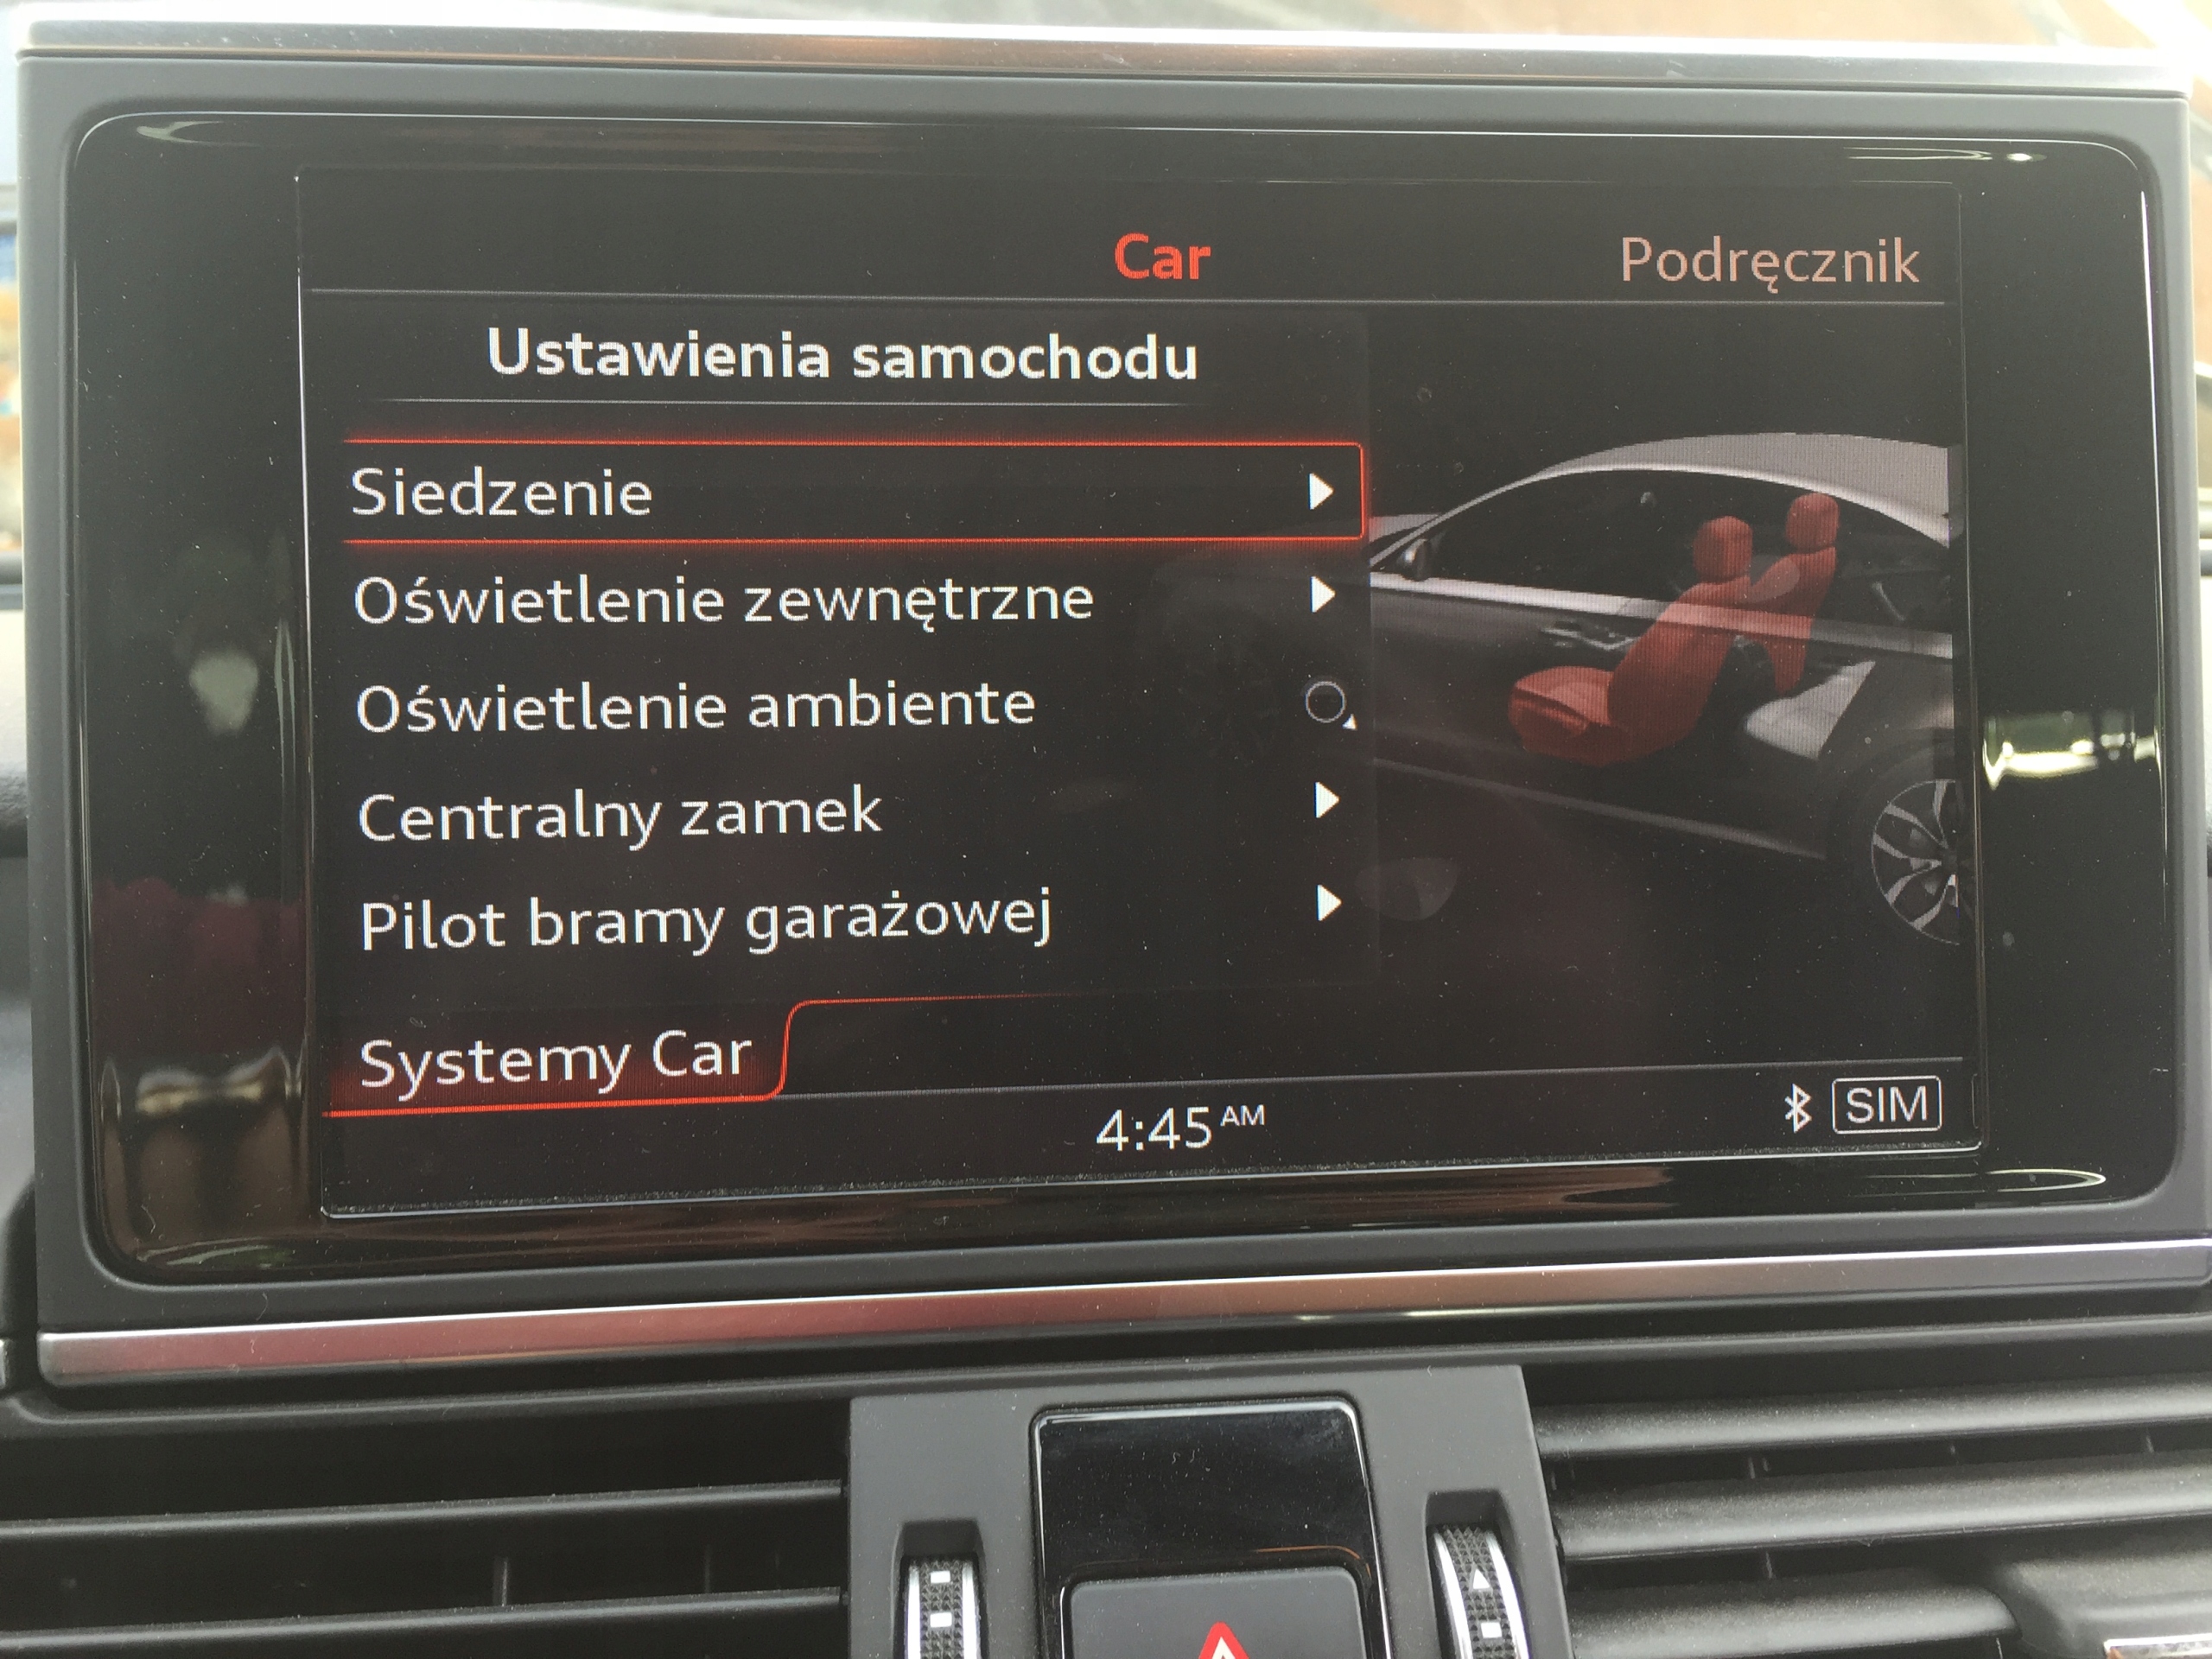 Car
Podręcznik
Ustawienia samochodu
Siedzenie
Oświetlenie zewnętrzne
Oświetlenie ambiente
Centralny zamek
Pilot bramy garażowej
Systemy Car
4:45 AM
SIM